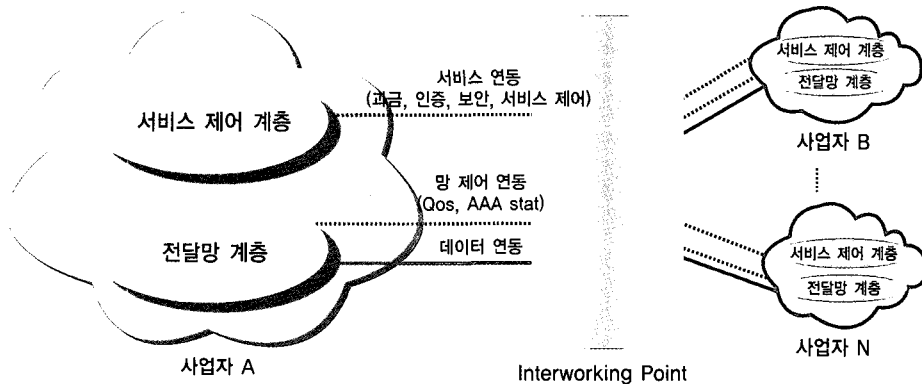 서비스 제어 계층
전달망 계층
사업자 A
서비스 연동
(과금, 인증, 보안, 서비스 제어)
망 제어 연동
(Qos, AAA stat)
데이터 연동
Interworking Point
서비스 제어 계층
전달망 계층
사업자 B
서비스 제어 계층
전달망 계층
사업자 N